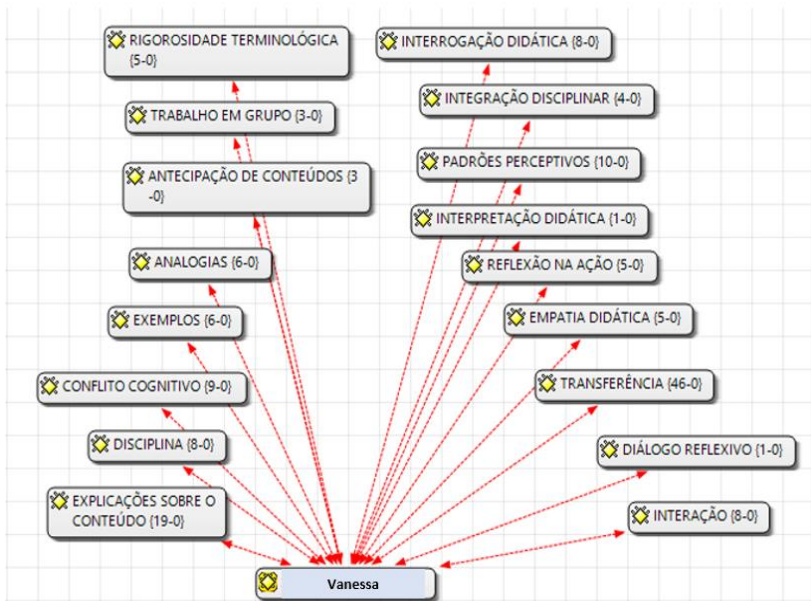 RIGOROSIDADE TERMINOLÓGICA
{5-0}
TRABALHO EM GRUPO {3-0}
ANTECIPAÇÃO DE CONTEÚDOS {3
-0}
ANALOGIAS {6-0}
EXEMPLOS {6-0}
CONFLITO COGNITIVO {9-0}
DISCIPLINA {8-0}
EXPLICAÇÕES SOBRE O
CONTEÚDO {19-0}
INTERROGAÇÃO DIDÁTICA {8-0}
INTEGRAÇÃO DISCIPLINAR {4-0}
PADRÕES PERCEPTIVOS {10-0}
INTERPRETAÇÃO DIDÁTICA {1-0}
REFLEXÃO NA AÇÃO {5-0}
EMPATIA DIDÁTICA {5-0}
TRANSFERÊNCIA {46-0}
DIÁLOGO REFLEXIVO {1-0}
INTERAÇÃO {8-0}
Vanessa